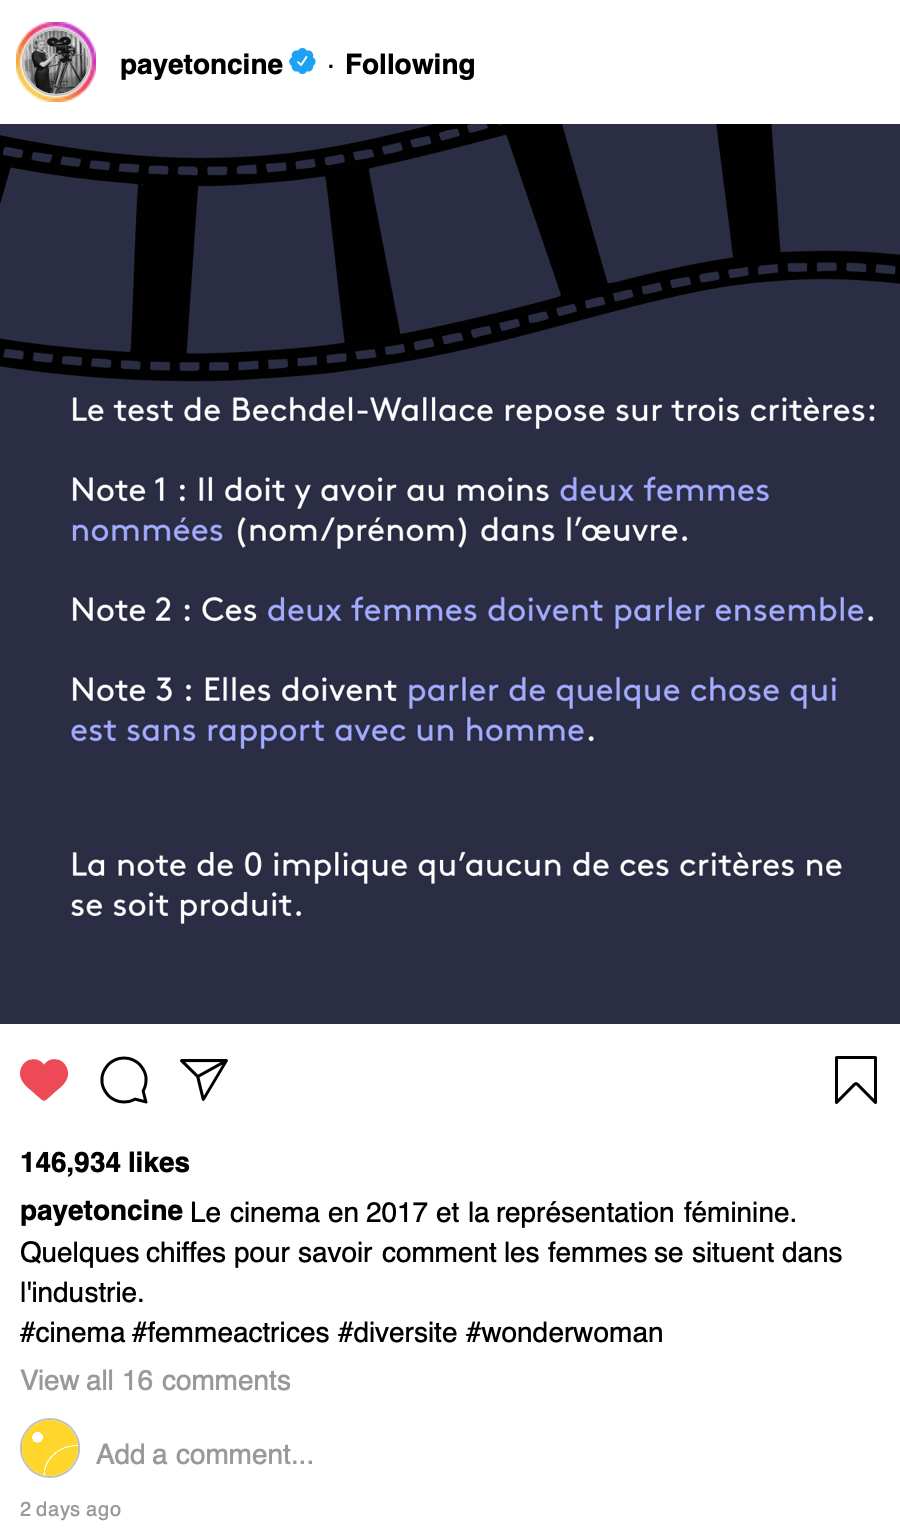 payetoncine · Following
Le test de Bechdel-Wallace repose sur trois critères:
Note 1 : Il doit y avoir au moins deux femmes
nommées (nom/prénom) dans l’œuvre.
Note 2 : Ces deux femmes doivent parler ensemble.
Note 3 : Elles doivent parler de quelque chose qui
est sans rapport avec un homme.
La note de 0 implique qu’aucun de ces critères ne
se soit produit.
146,934 likes
payetoncine Le cinema en 2017 et la représentation féminine.
Quelques chiffes pour savoir comment les femmes se situent dans
l'industrie.
#cinema #femmeactrices #diversite #wonderwoman
View all 16 comments
Add a comment...
2 days ago